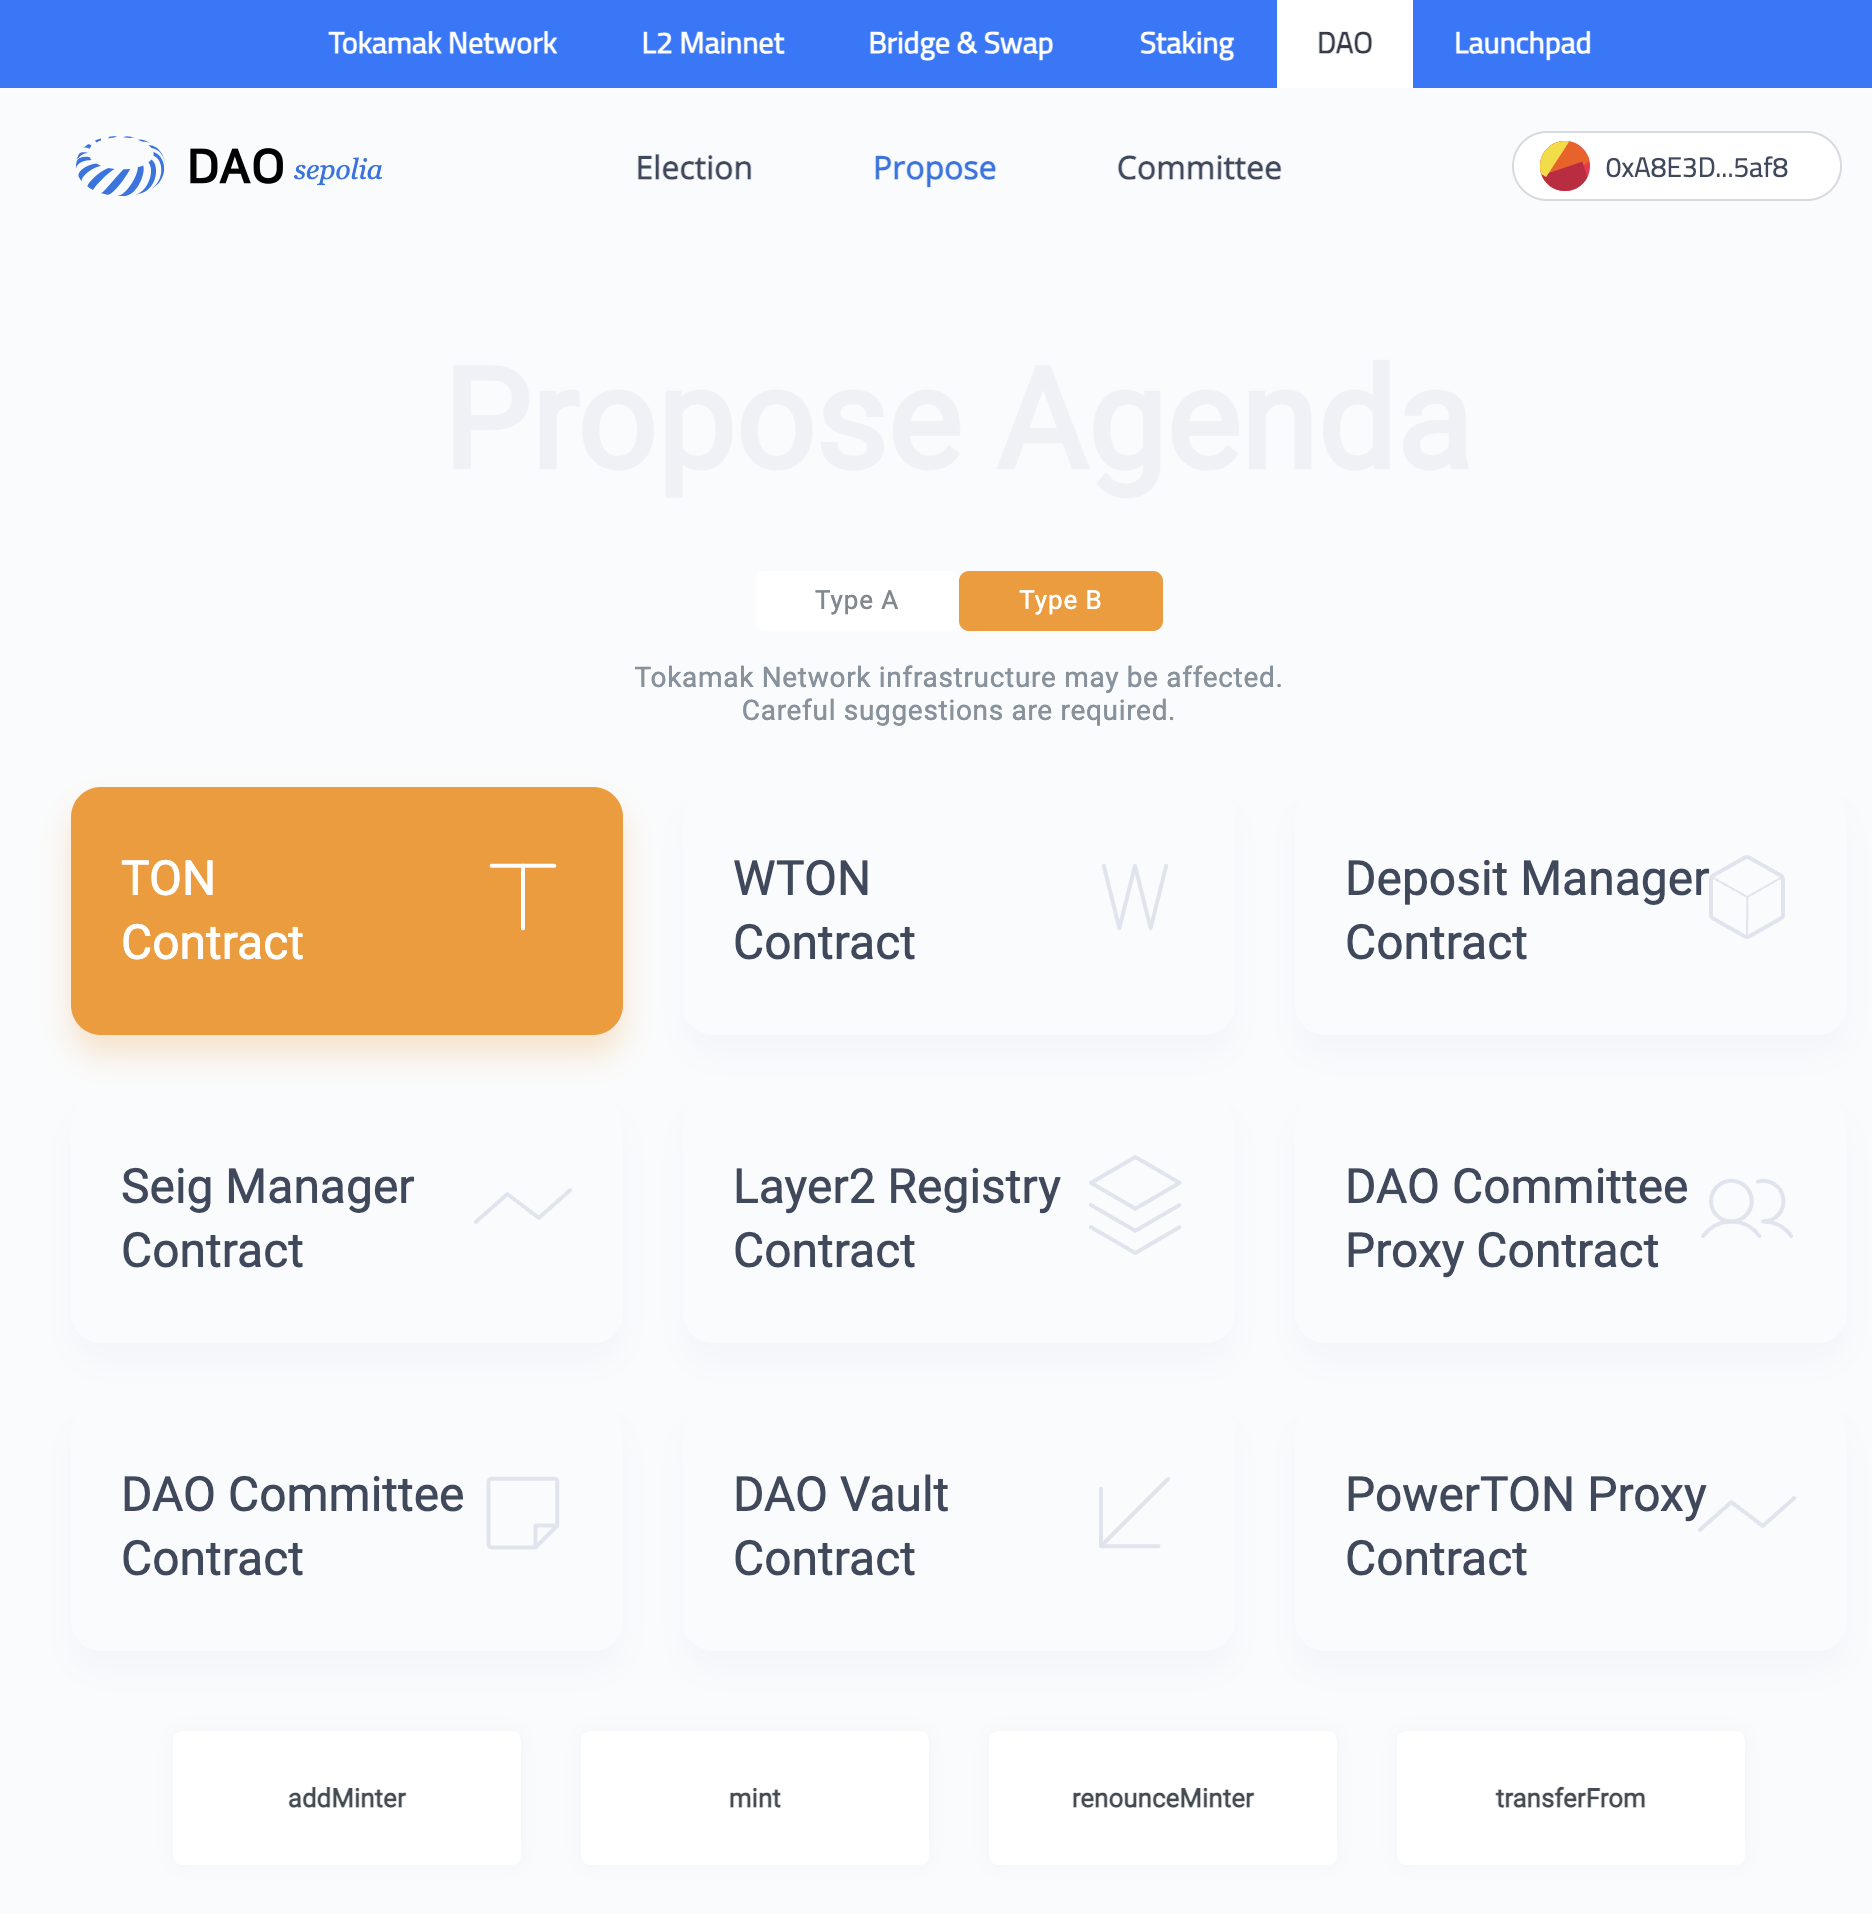 Tokamak Network L2 Mainnet Bridge & Swap Staking DAO Launchpad
DAO sepolia Election Propose Committee 0xA8E3D...5af8
Propose Agenda
Type A Type B
Tokamak Network infrastructure may be affected.
Careful suggestions are required.
TON
Contract
WTON
Contract
Deposit Manager
Contract
Seig Manager
Contract
Layer2 Registry
Contract
DAO Committee
Proxy Contract
DAO Committee
Contract
DAO Vault
Contract
PowerTON Proxy
Contract
addMinter mint renounceMinter transferFrom